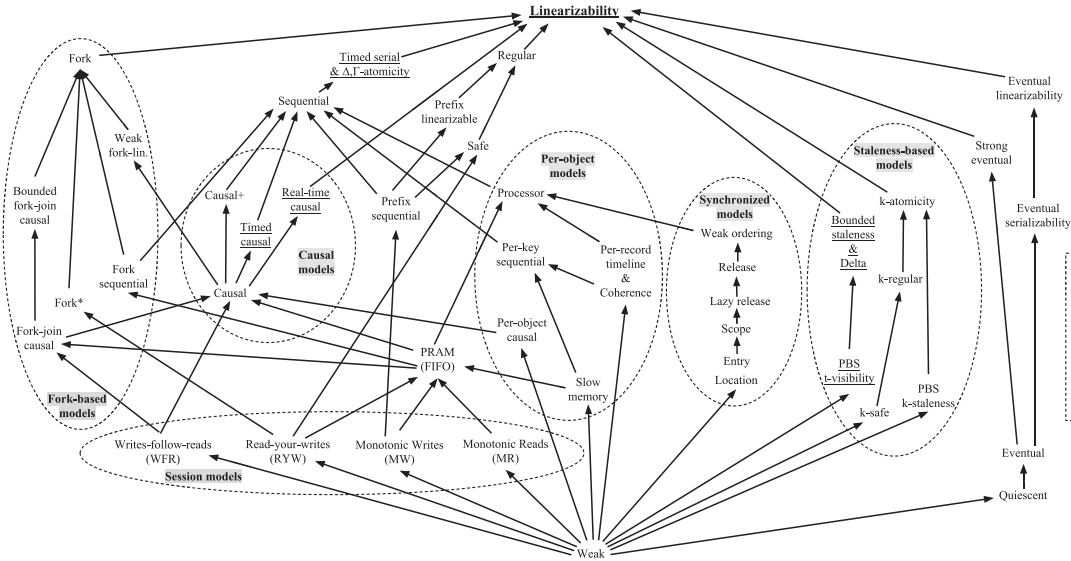 Linearizability
Fork
Timed serial
& Δ,Γ-atomicity
Regular
Sequential
Prefix
linearizable
Eventual
linearizability
Weak
fork-lin.
Safe
Strong
eventual
Per-object
models
Staleness-based
models
Bounded
fork-join
causal
Causal+
Real-time
causal
Prefix
sequential
Processor
Synchronized
models
k-atomicity
Eventual
serializability
Timed
causal
Causal
models
Per-key
sequential
Per-record
timeline
&
Coherence
Weak ordering
Bounded
staleness
&
Delta
Fork
sequential
Release
k-regular
Fork*
Causal
Lazy release
Fork-join
causal
Per-object
causal
Scope
PRAM
(FIFO)
Entry
Slow
memory
Location
PBS
t-visibility
PBS
k-staleness
Fork-based
models
k-safe
Writes-follow-reads
(WFR)
Read-your-writes
(RYW)
Monotonic Writes
(MW)
Monotonic Reads
(MR)
Eventual
Session models
Quiescent
Weak